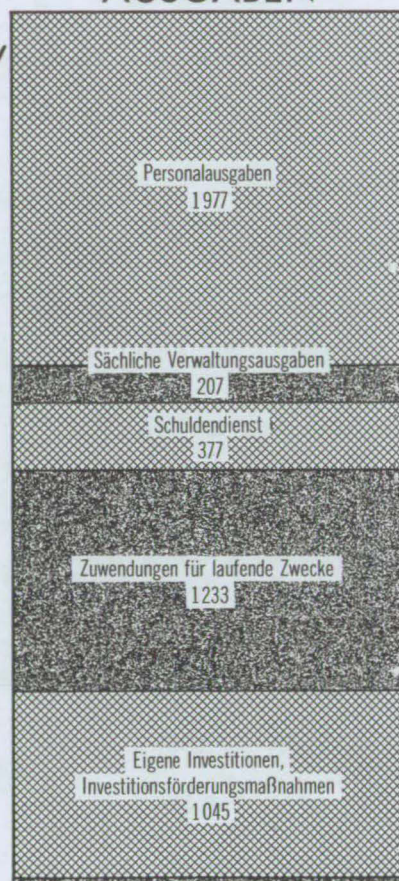 AUSGABEN
Personalausgaben
1977
Sächliche Verwaltungsausgaben
207
Schuldendienst
377
Zuwendungen für laufende Zwecke
1233
Eigene Investitionen,
Investitionsförderungsmaßnahmen
1045